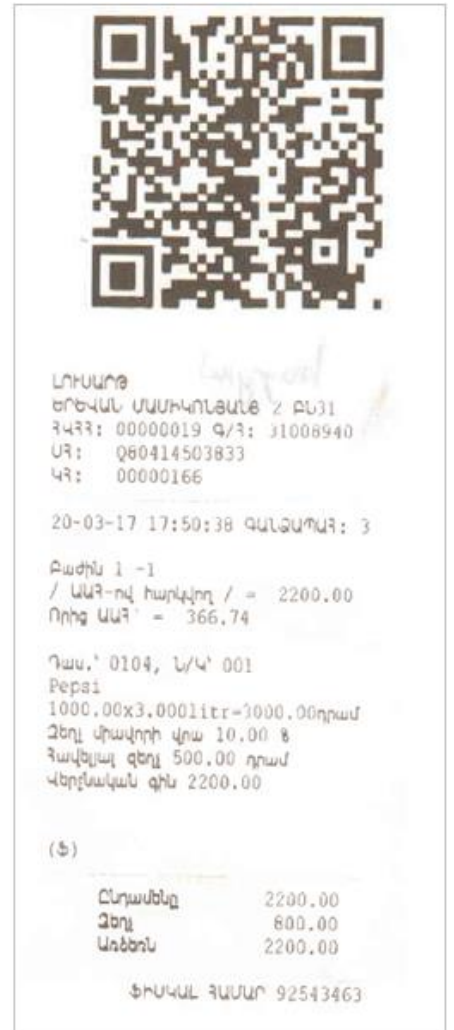 ԼՈՒՍԱՐԹ
ԵՐԵՎԱՆ ՄԱՄԻԿՈՆՅԱՆՑ 2 ԲՆ31
ՀԿՀՀ: 00000019 Գ/Հ: 31008940
ՍՀ: Q80414503833
ԿՀ: 00000166
20-03-17 17:50:38 ԳԱՆՁԱՊԱՀ: 3
Բաժին 1 -1
/ ԱԱՀ-ով հարկվող / = 2200.00
Որից ԱԱՀ՝ = 366.74
Դաս.՝ 0104, Ն/Կ՝ 001
Pepsi
1000.00x3.000litr=3000.00դրամ
Զեղչ միավորի վրա 10.00 %
Հավելյալ զեղչ 500.00 դրամ
Վերջնական գին 2200.00
(Ֆ)
Ընդամենը 2200.00
Զեղչ 800.00
Առձեռն 2200.00
ՖԻՍԿԱԼ ՀԱՄԱՐ 92543463